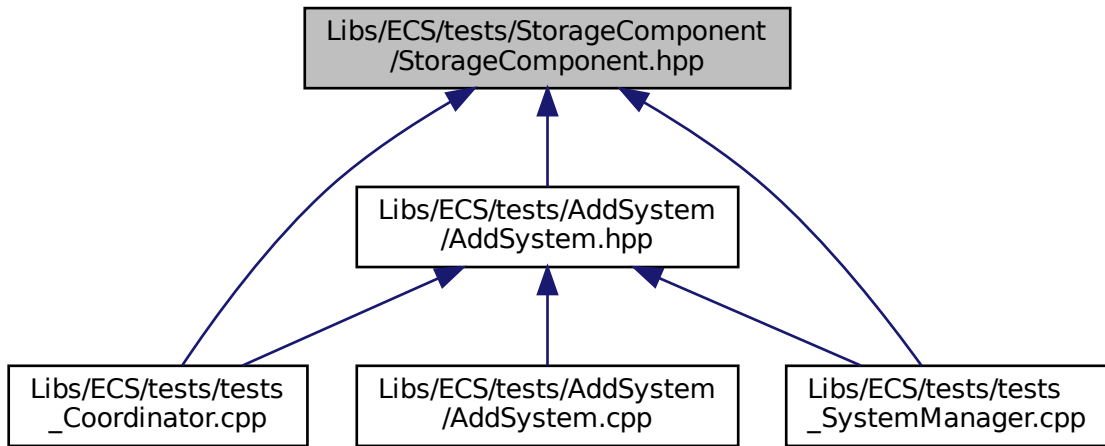 Libs/ECS/tests/StorageComponent
/StorageComponent.hpp
Libs/ECS/tests/AddSystem
/AddSystem.hpp
Libs/ECS/tests/tests
_Coordinator.cpp
Libs/ECS/tests/AddSystem
/AddSystem.cpp
Libs/ECS/tests/tests
_SystemManager.cpp